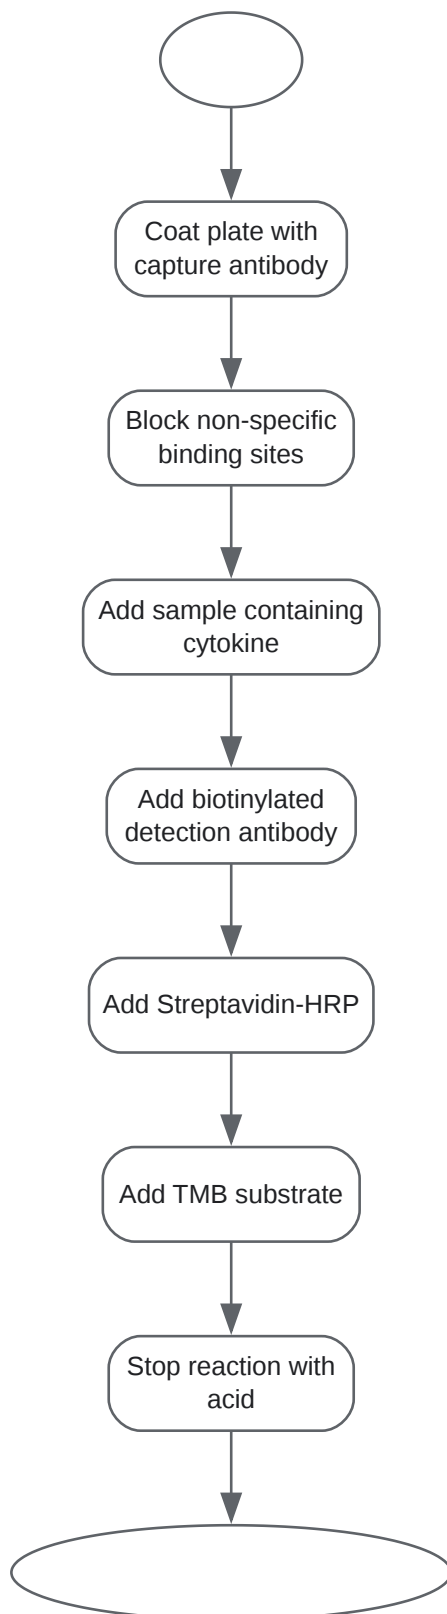 Coat plate with
capture antibody
Block non-specific
binding sites
Add sample containing
cytokine
Add biotinylated
detection antibody
Add Streptavidin-HRP
Add TMB substrate
Stop reaction with
acid